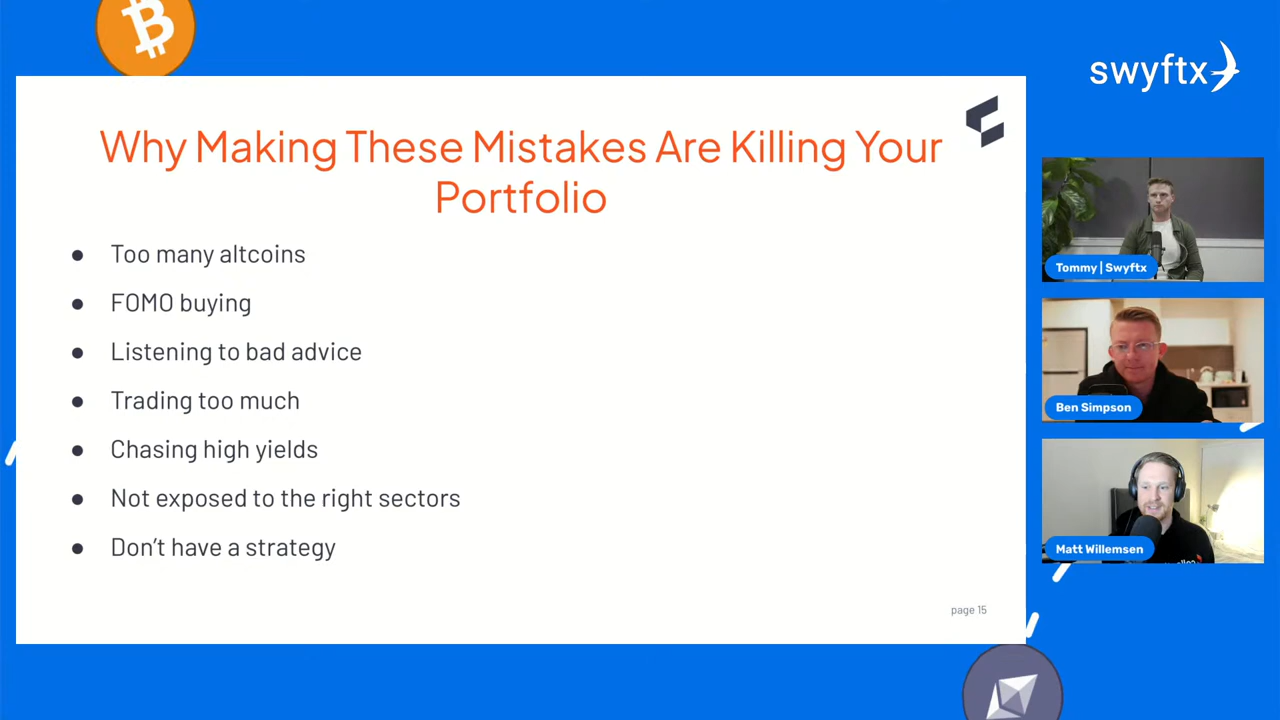 swyftx
Why Making These Mistakes Are Killing Your
Portfolio
● Too many altcoins
● FOMO buying
● Listening to bad advice
● Trading too much
● Chasing high yields
● Not exposed to the right sectors
● Don’t have a strategy
page 15
Tommy | Swyftx
Ben Simpson
Matt Willemsen